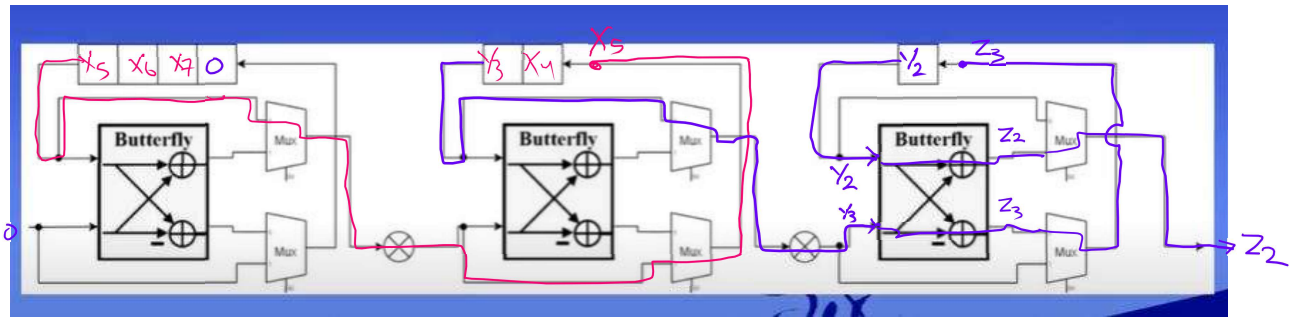 X5 X6 X7 0
Y3 X4
X5
Y2
Z3
Mux
Mux
Mux
Butterfly
Butterfly
Butterfly
Z2
Y2
Y3
Z3
0
Mux
Mux
Mux
Z2